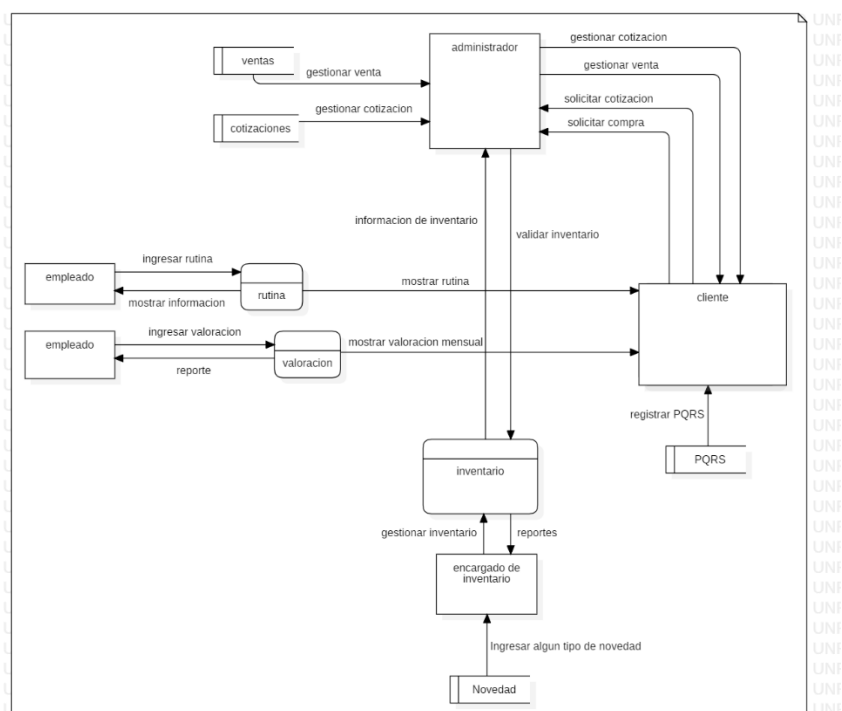 gestionar cotizacion
administrador
ventas
gestionar venta
gestionar venta
solicitar cotizacion
gestionar cotizacion
solicitar compra
cotizaciones
informacion de inventario
validar inventario
ingresar rutina
empleado
mostrar rutina
rutina
cliente
mostrar informacion
ingresar valoracion
empleado
mostrar valoracion mensual
valoracion
reporte
registrar PQRS
PQRS
inventario
gestionar inventario
reportes
encargado de
inventario
Ingresar algun tipo de novedad
Novedad